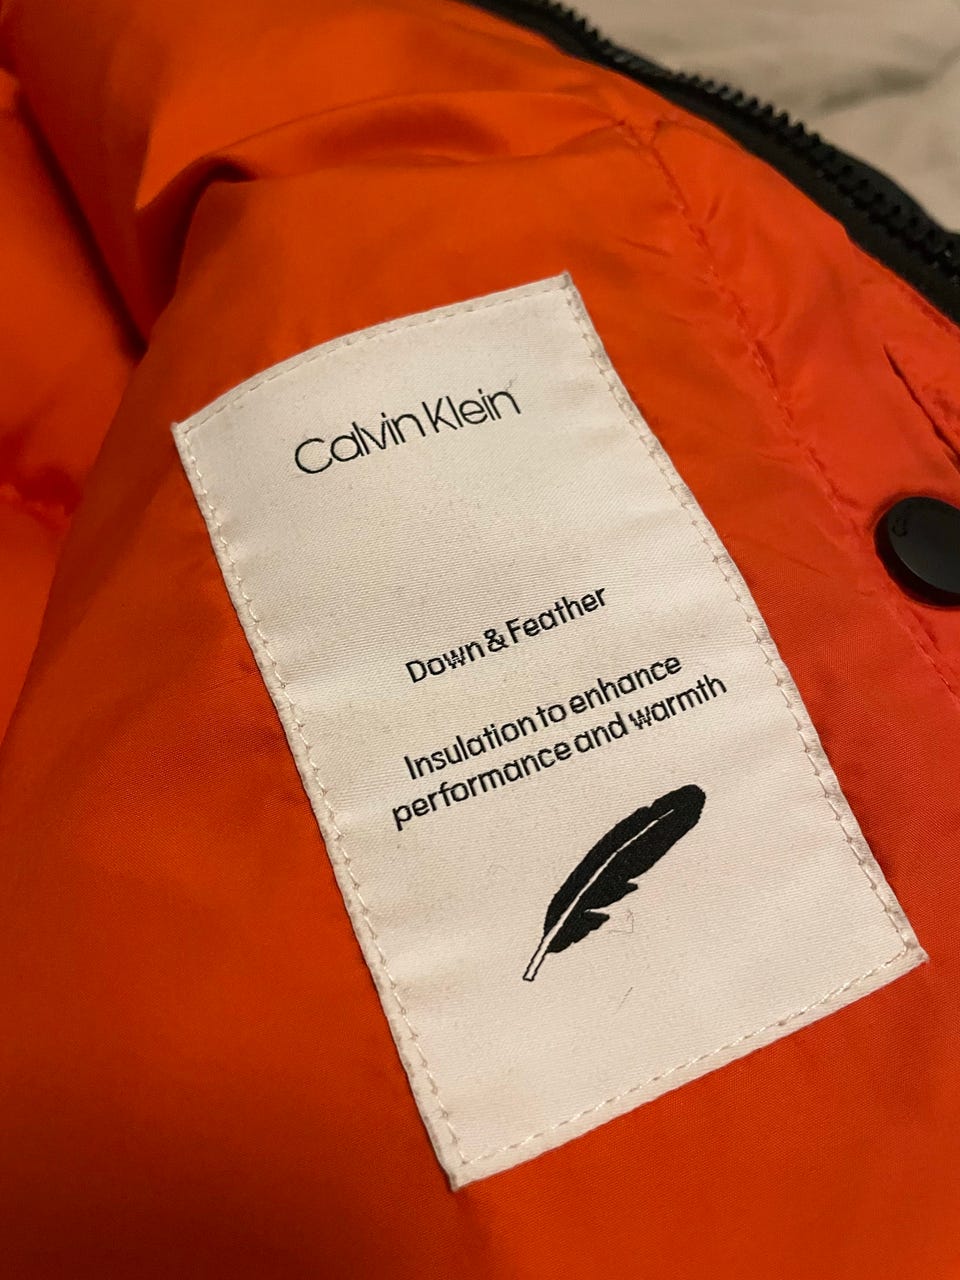 Calvin Klein
Down & Feather
Insulation to enhance
performance and warmth